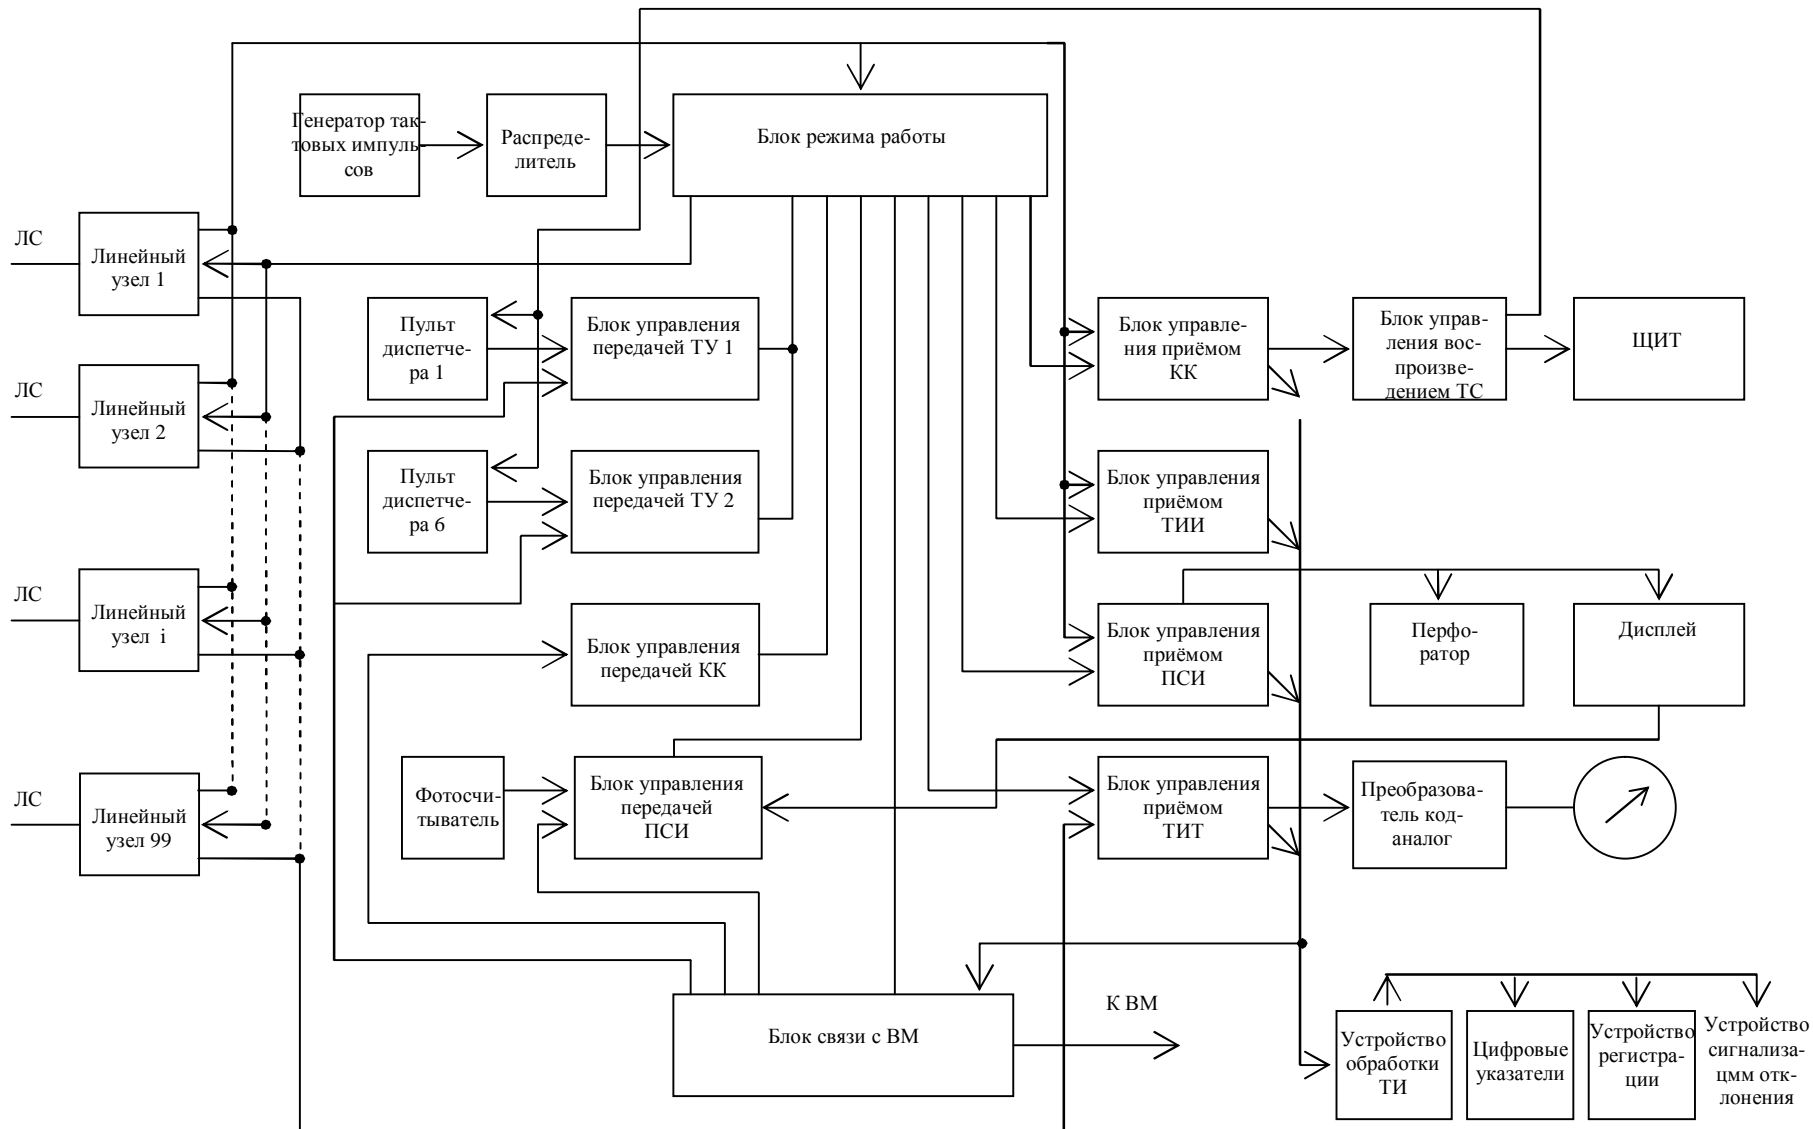 Генератор так-
товых импуль-
сов
Распреде-
литель
Блок режима работы
ЛС
Линейный
узел 1
ЛС
Линейный
узел 2
ЛС
Линейный
узел i
ЛС
Линейный
узел 99
Пульт
диспетче-
ра 1
Блок управления
передачей ТУ 1
Пульт
диспетче-
ра 6
Блок управления
передачей ТУ 2
Блок управления
передачей КК
Фотосчи-
тыватель
Блок управления
передачей
ПСИ
Блок управле-
ния приёмом
КК
Блок управ-
ления вос-
произве-
дением ТС
ЩИТ
Блок управления
приёмом
ТИИ
Блок управления
приёмом
ПСИ
Перфо-
ратор
Дисплей
Блок управления
приёмом
ТИТ
Преобразова-
тель код-
аналог
Блок связи с ВМ
К ВМ
Устройство
обработки
ТИ
Цифровые
указатели
Устройство
регистра-
ции
Устройство
сигнализа-
цмм отк-
лонения